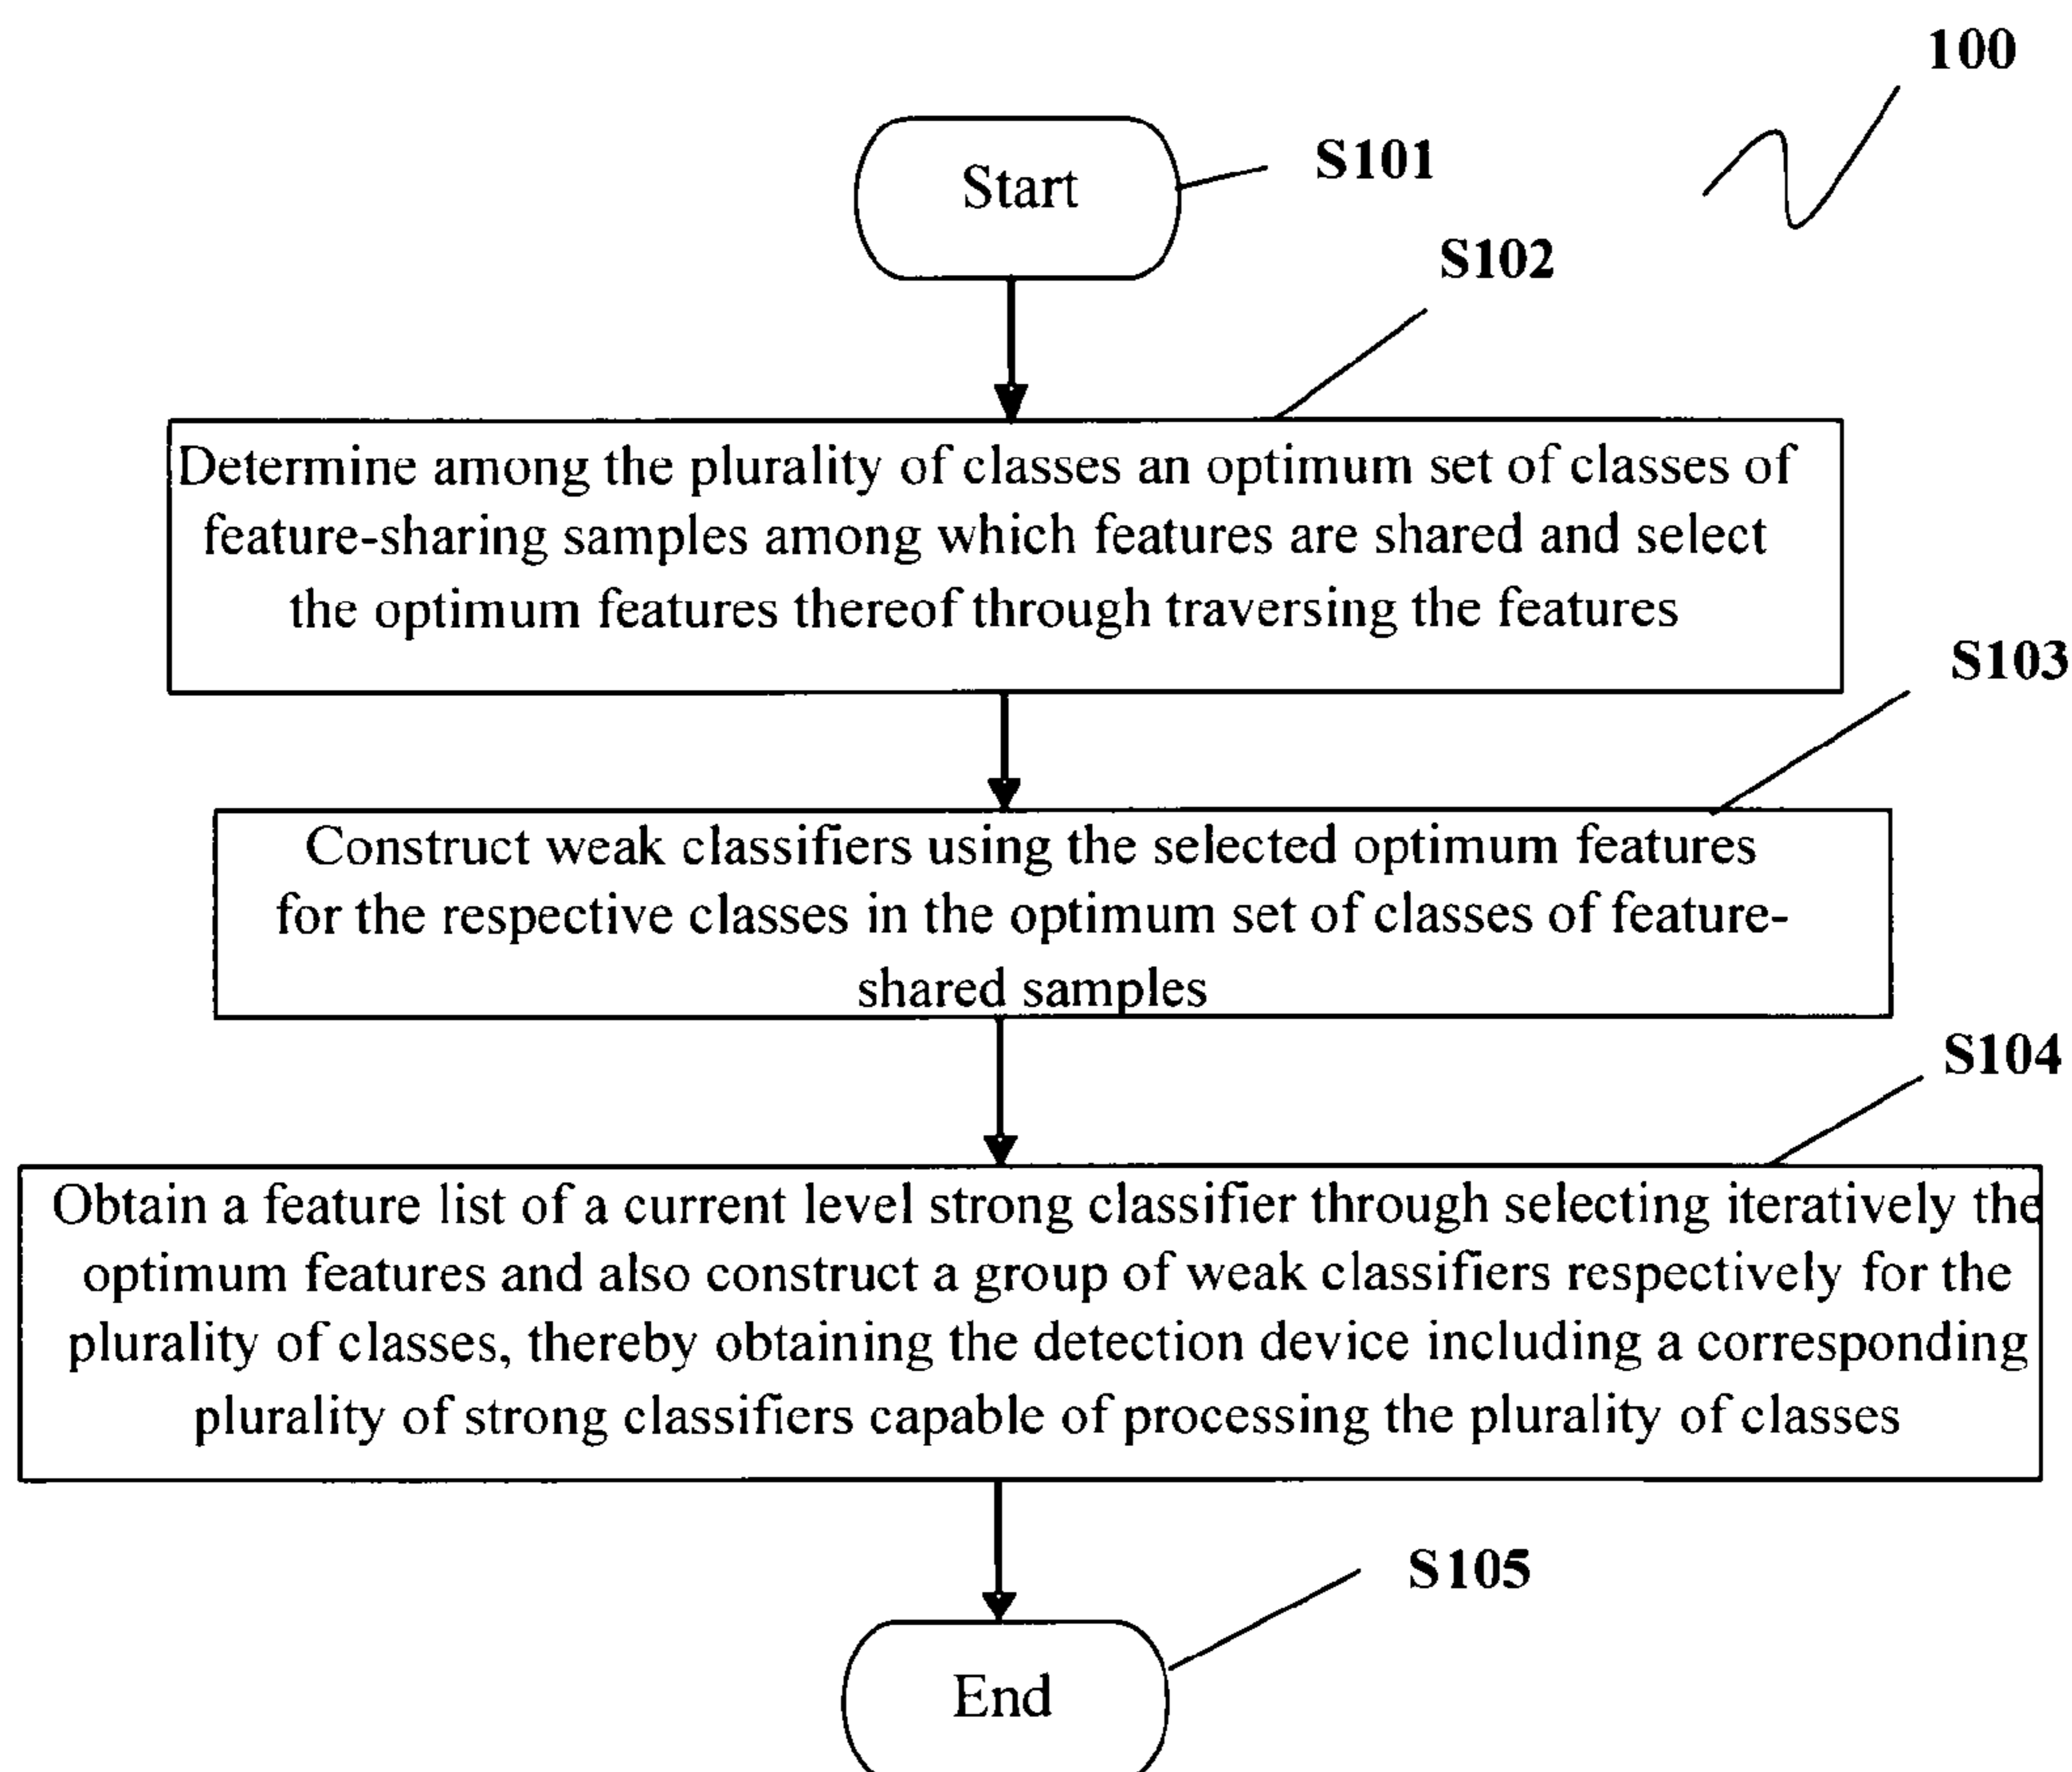 100
Start
S101
S102
Determine among the plurality of classes an optimum set of classes of
feature-sharing samples among which features are shared and select
the optimum features thereof through traversing the features
S103
Construct weak classifiers using the selected optimum features
for the respective classes in the optimum set of classes of feature-
shared samples
S104
Obtain a feature list of a current level strong classifier through selecting iteratively the
optimum features and also construct a group of weak classifiers respectively for the
plurality of classes, thereby obtaining the detection device including a corresponding
plurality of strong classifiers capable of processing the plurality of classes
S105
End